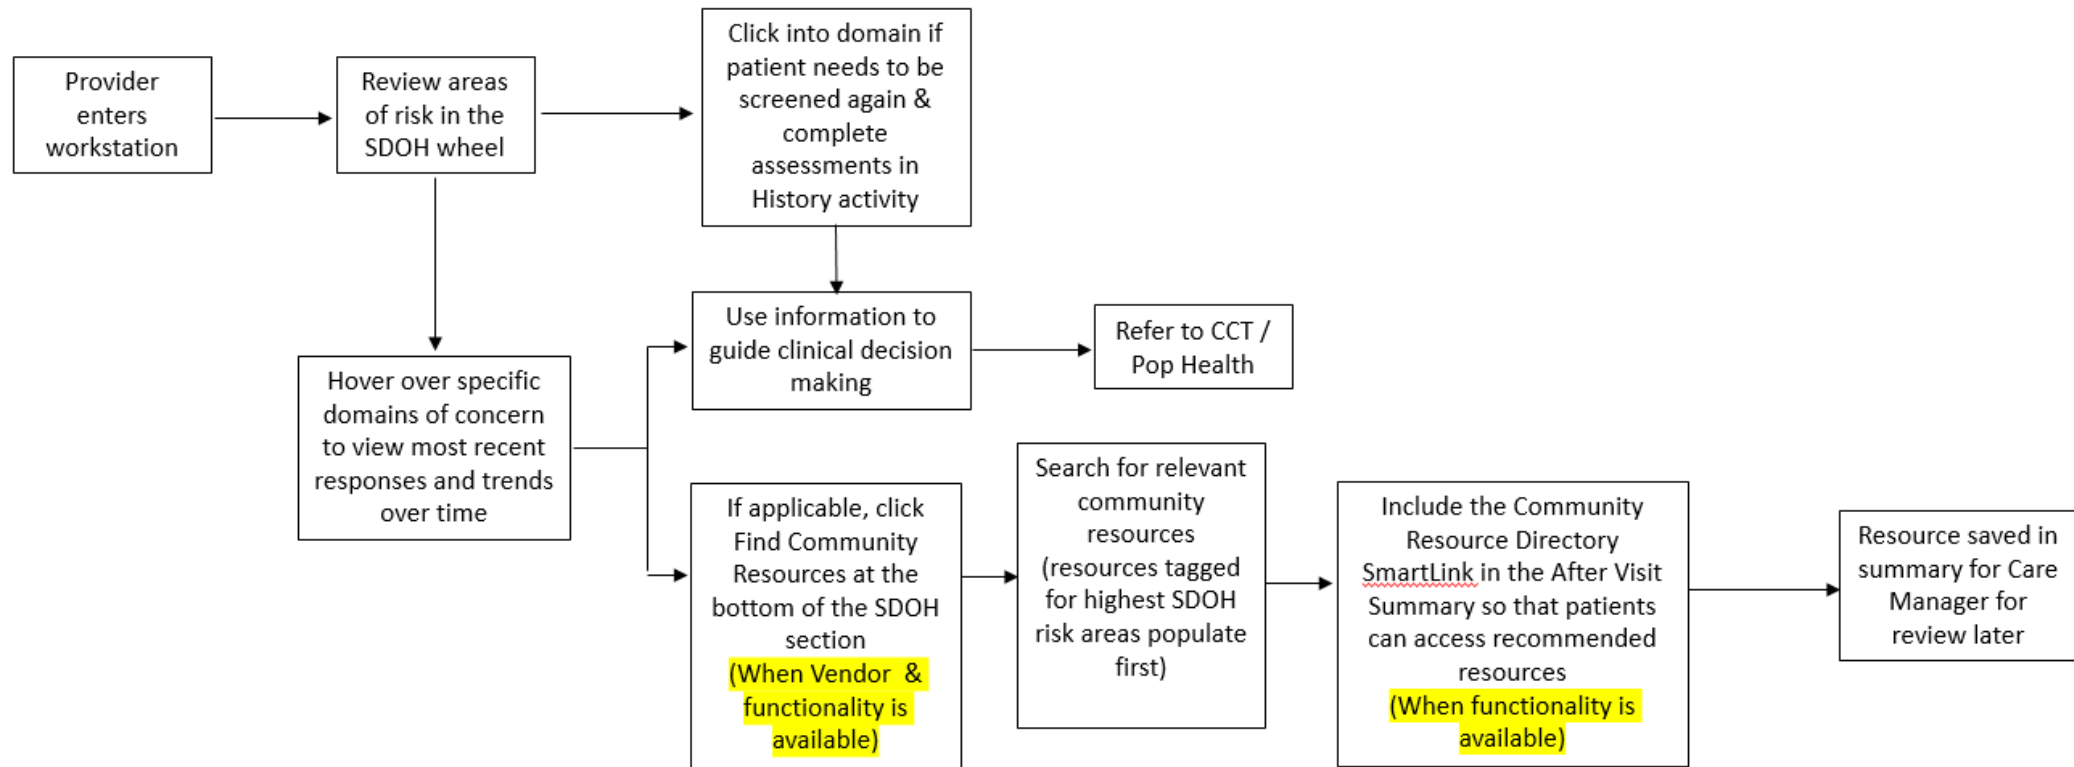 Provider
enters
workstation
Review areas
of risk in the
SDOH wheel
Click into domain if
patient needs to be
screened again &
complete
assessments in
History activity
Hover over specific
domains of concern
to view most recent
responses and trends
over time
Use information to
guide clinical decision
making
Refer to CCT /
Pop Health
If applicable, click
Find Community
Resources at the
bottom of the SDOH
section
(When Vendor & 
functionality is
available)
Search for relevant
community
resources
(resources tagged
for highest SDOH
risk areas populate
first)
Include the Community
Resource Directory
SmartLink in the After Visit
Summary so that patients
can access recommended
resources
(When functionality is
available)
Resource saved in
summary for Care
Manager for
review later